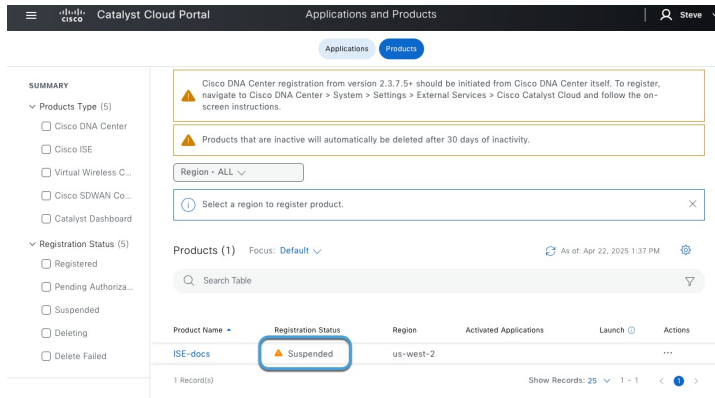 cisco Catalyst Cloud Portal
Applications and Products
Steve
Applications
Products
SUMMARY
Products Type (5)
Cisco DNA Center
Cisco ISE
Virtual Wireless C...
Cisco SDWAN Co...
Catalyst Dashboard
Registration Status (5)
Registered
Pending Authoriza...
Suspended
Deleting
Delete Failed
Cisco DNA Center registration from version 2.3.7.5+ should be initiated from Cisco DNA Center itself. To register,
navigate to Cisco DNA Center > System > Settings > External Services > Cisco Catalyst Cloud and follow the on-
screen instructions.
Products that are inactive will automatically be deleted after 30 days of inactivity.
Region • ALL
Select a region to register product.
Products (1) Focus: Default
As of: Apr 22, 2025 1:37 PM
Search Table
Product Name Registration Status Region Activated Applications Launch Actions
ISE-docs Suspended us-west-2 ...
1 Record(s)
Show Records: 25 1 - 1 < 1 >